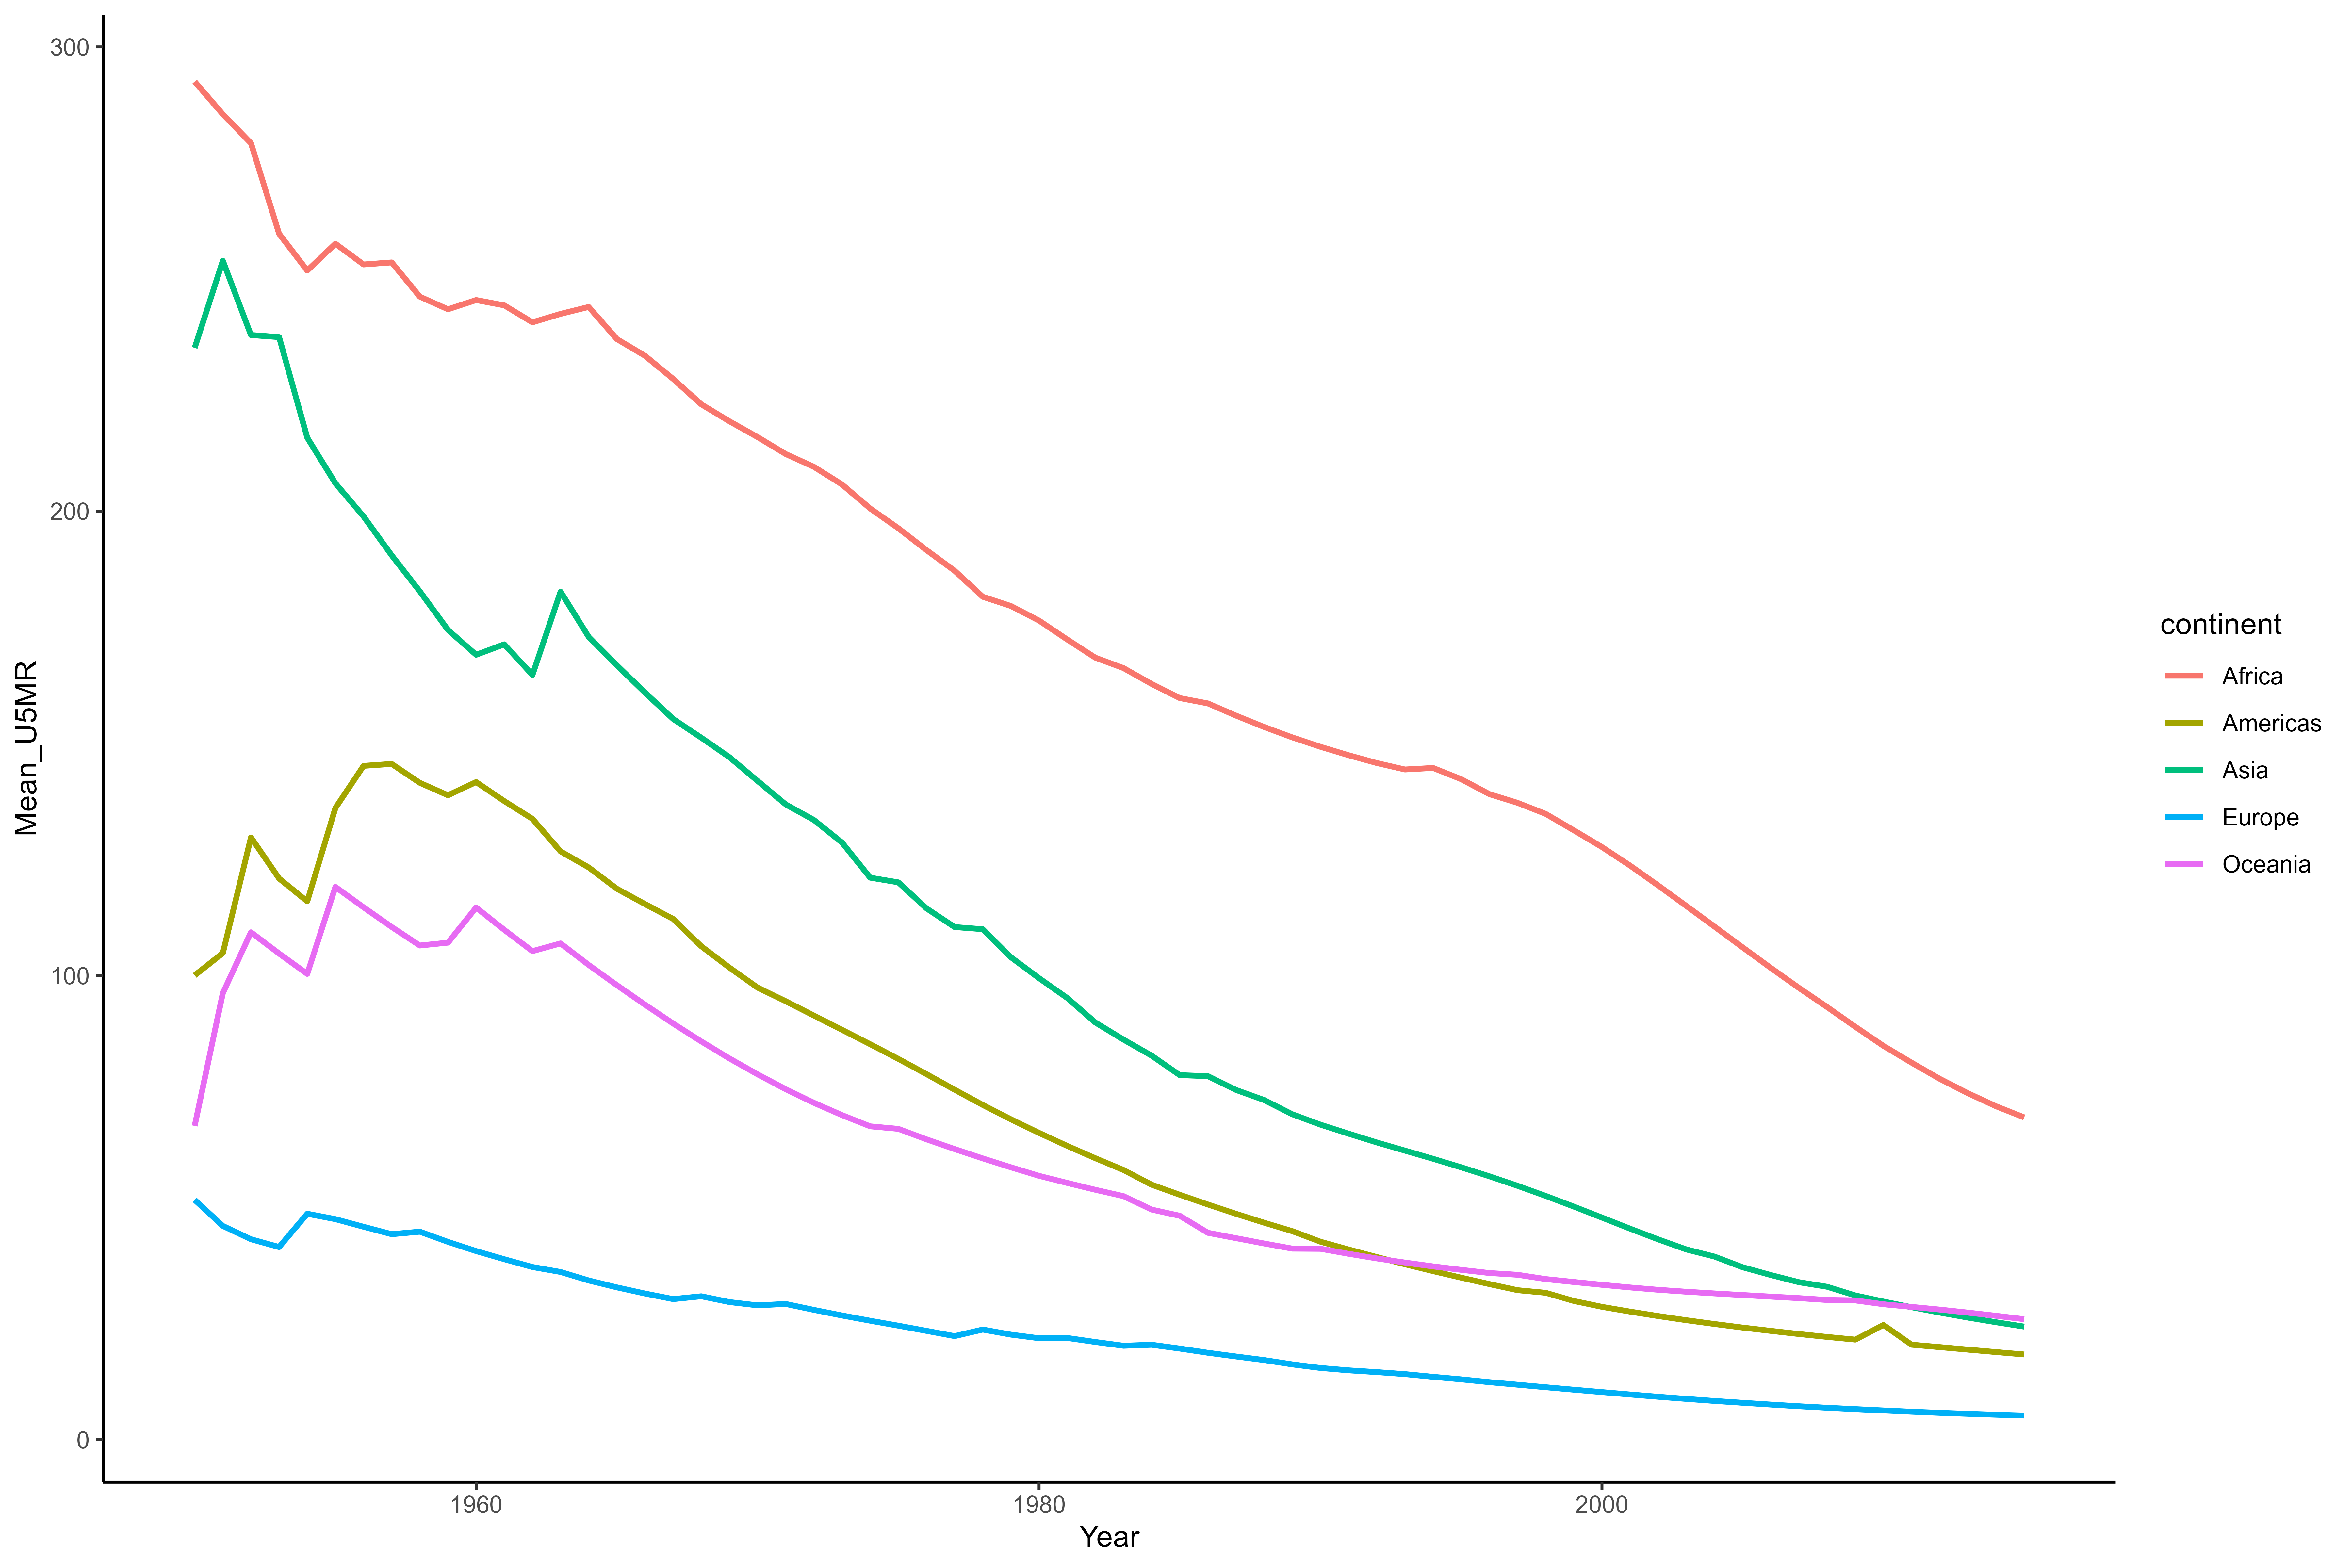 300
200
100
0
Mean_U5MR
1960
1980
2000
Year
continent
Africa
Americas
Asia
Europe
Oceania